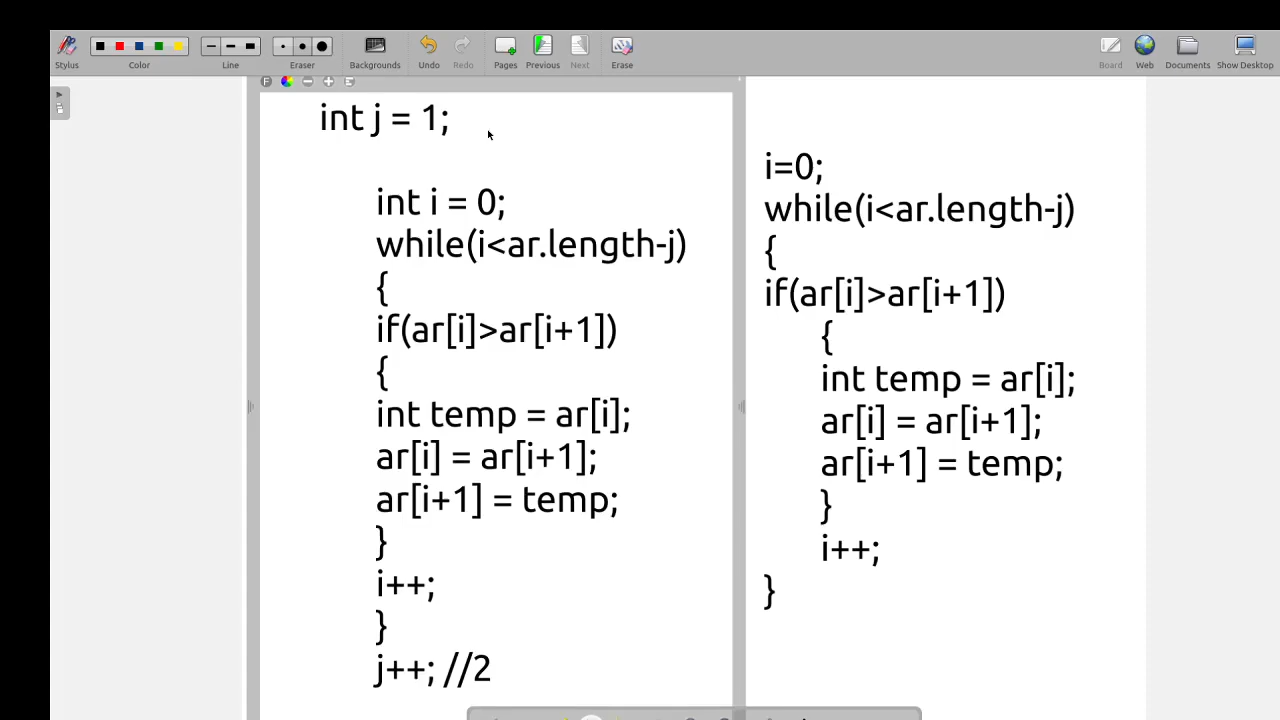 Stylus
Color
Line
Eraser
Backgrounds
Undo
Redo
Pages
Previous
Next
Erase
Board
Web
Documents
Show Desktop
int j = 1;
int i = 0;
while(i<ar.length-j)
{
if(ar[i]>ar[i+1])
{
int temp = ar[i];
ar[i] = ar[i+1];
ar[i+1] = temp;
}
i++;
}
j++; //2
i=0;
while(i<ar.length-j)
{
if(ar[i]>ar[i+1])
{
int temp = ar[i];
ar[i] = ar[i+1];
ar[i+1] = temp;
}
i++;
}